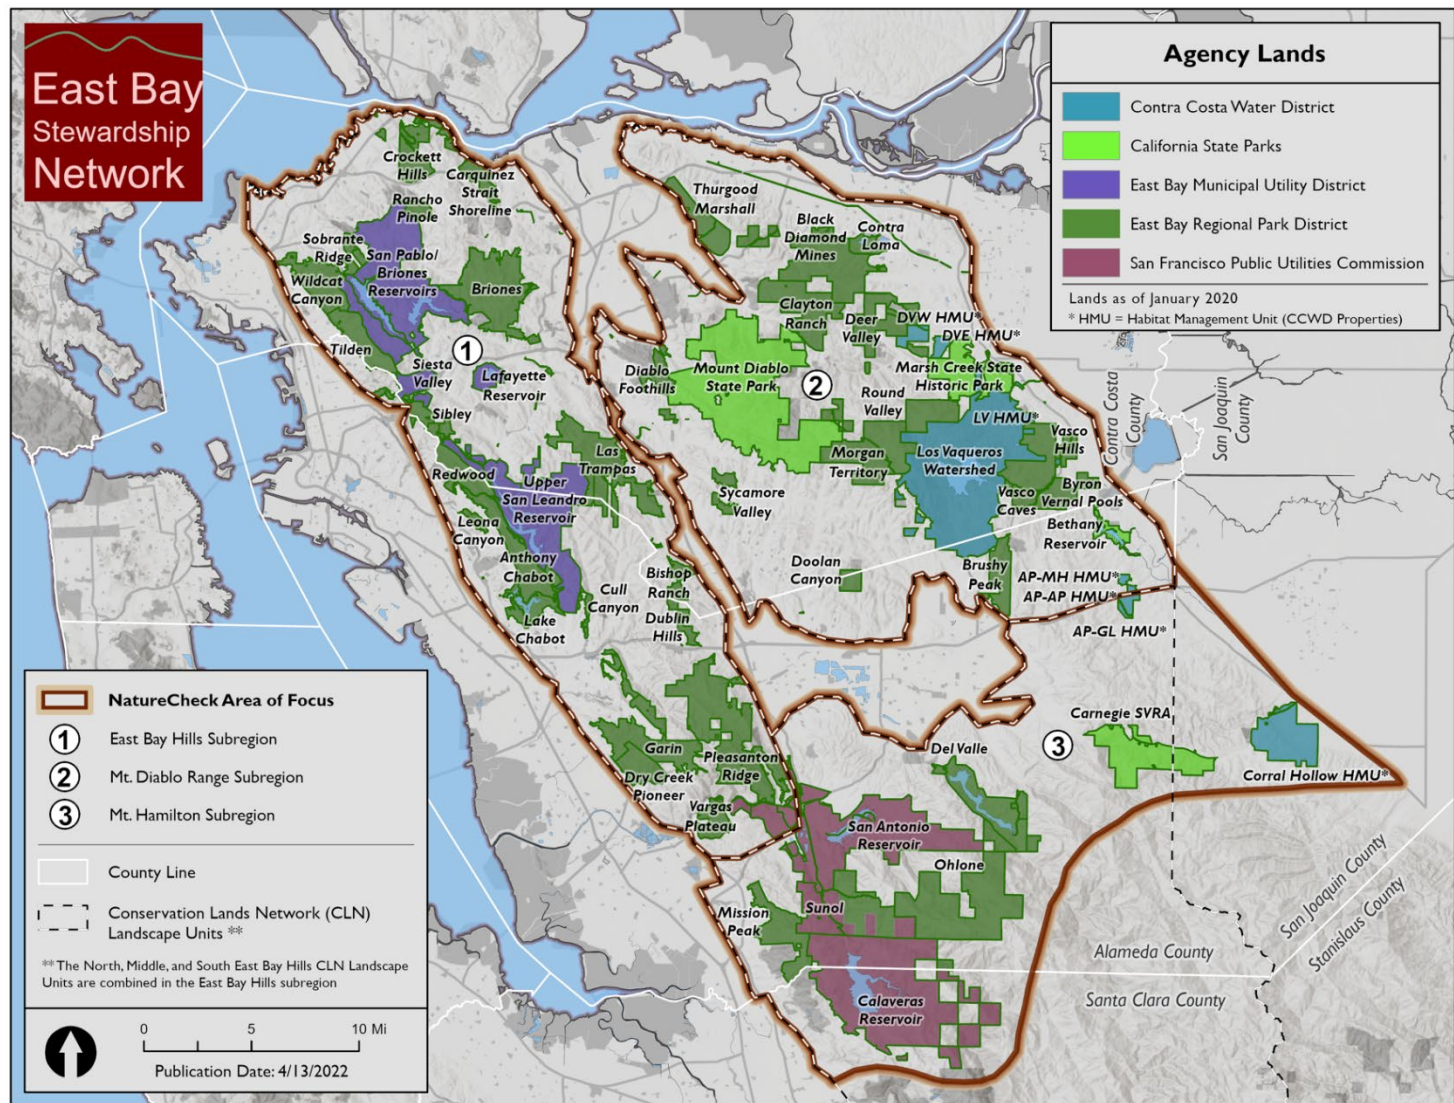 East Bay
Stewardship
Network
Agency Lands
Contra Costa Water District
California State Parks
East Bay Municipal Utility District
East Bay Regional Park District
San Francisco Public Utilities Commission
Lands as of January 2020
* HMU = Habitat Management Unit (CCWD Properties)
Crockett
Hills
Carquinez
Strait
Shoreline
Rancho
Pinole
Sobrante
Ridge
San Pablo/
Briones
Reservoirs
Wildcat
Canyon
Briones
Tilden
1
Siesta
Valley
Lafayette
Reservoir
Sibley
Redwood
Las
Trampas
Upper
San Leandro
Reservoir
Leona
Canyon
Anthony
Chabot
Lake
Chabot
Cull
Canyon
Bishop
Ranch
Dublin
Hills
Garin
Dry Creek
Pioneer
Pleasanton
Ridge
Vargas
Plateau
Thurgood
Marshall
Black
Diamond
Mines
Contra
Loma
Clayton
Ranch
Deer
Valley
DVW HMU*
DVE HMU*
Diablo
Foothills
Mount Diablo
State Park
2
Marsh Creek State
Historic Park
Round
Valley
LV HMU*
Morgan
Territory
Los Vaqueros
Watershed
Vasco
Hills
Vasco
Caves
Byron
Vernal Pools
Sycamore
Valley
Bethany
Reservoir
Doolan
Canyon
Brushy
Peak
AP-MH HMU*
AP-AP HMU*
AP-GL HMU*
Contra Costa
County
San Joaquin
County
Carnegie SVRA
3
Corral Hollow HMU*
Del Valle
San Antonio
Reservoir
Ohlone
Sunol
Mission
Peak
Calaveras
Reservoir
Alameda County
Santa Clara County
San Joaquin County
Stanislaus County
NatureCheck Area of Focus
1 East Bay Hills Subregion
2 Mt. Diablo Range Subregion
3 Mt. Hamilton Subregion
County Line
Conservation Lands Network (CLN)
Landscape Units **
** The North, Middle, and South East Bay Hills CLN Landscape
Units are combined in the East Bay Hills subregion
0 5 10 Mi
Publication Date: 4/13/2022